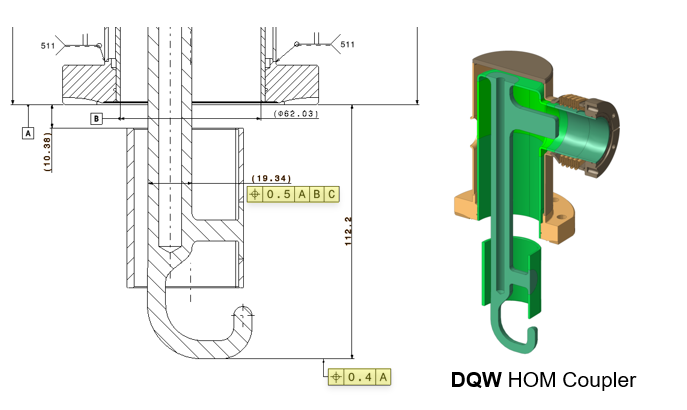 511
511
A
B
(Φ62.03)
(10.38)
(19.34)
⌖ 0.5 A B C
112.2
⌖ 0.4 A
DQW HOM Coupler